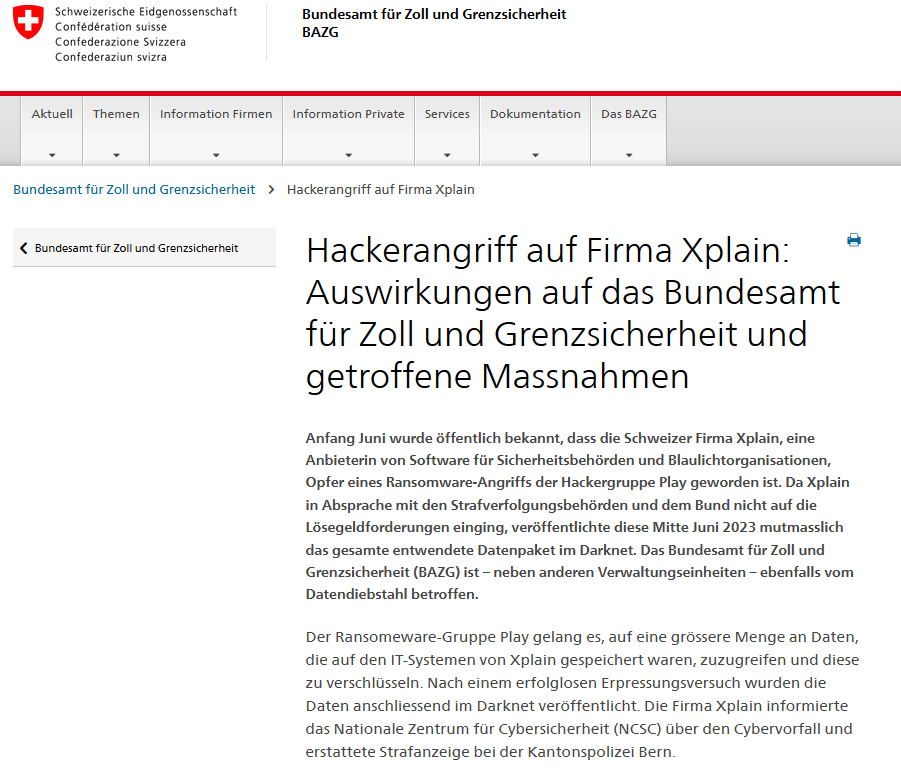 Schweizerische Eidgenossenschaft
Confédération suisse
Confederazione Svizzera
Confederaziun svizra
Bundesamt für Zoll und Grenzsicherheit
BAZG
Aktuell
Themen
Information Firmen
Information Private
Services
Dokumentation
Das BAZG
Bundesamt für Zoll und Grenzsicherheit > Hackerangriff auf Firma Xplain
Bundesamt für Zoll und Grenzsicherheit
Hackerangriff auf Firma Xplain:
Auswirkungen auf das Bundesamt
für Zoll und Grenzsicherheit und
getroffene Massnahmen
Anfang Juni wurde öffentlich bekannt, dass die Schweizer Firma Xplain, eine
Anbieterin von Software für Sicherheitsbehörden und Blaulichtorganisationen,
Opfer eines Ransomware-Angriffs der Hackergruppe Play geworden ist. Da Xplain
in Absprache mit den Strafverfolgungsbehörden und dem Bund nicht auf die
Lösegeldforderungen einging, veröffentlichte diese Mitte Juni 2023 mutmasslich
das gesamte entwendete Datenpaket im Darknet. Das Bundesamt für Zoll und
Grenzsicherheit (BAZG) ist – neben anderen Verwaltungseinheiten – ebenfalls vom
Datendiebstahl betroffen.
Der Ransomeware-Gruppe Play gelang es, auf eine grössere Menge an Daten,
die auf den IT-Systemen von Xplain gespeichert waren, zuzugreifen und diese
zu verschlüsseln. Nach einem erfolglosen Erpressungsversuch wurden die
Daten anschliessend im Darknet veröffentlicht. Die Firma Xplain informierte
das Nationale Zentrum für Cybersicherheit (NCSC) über den Cybervorfall und
erstattete Strafanzeige bei der Kantonspolizei Bern.